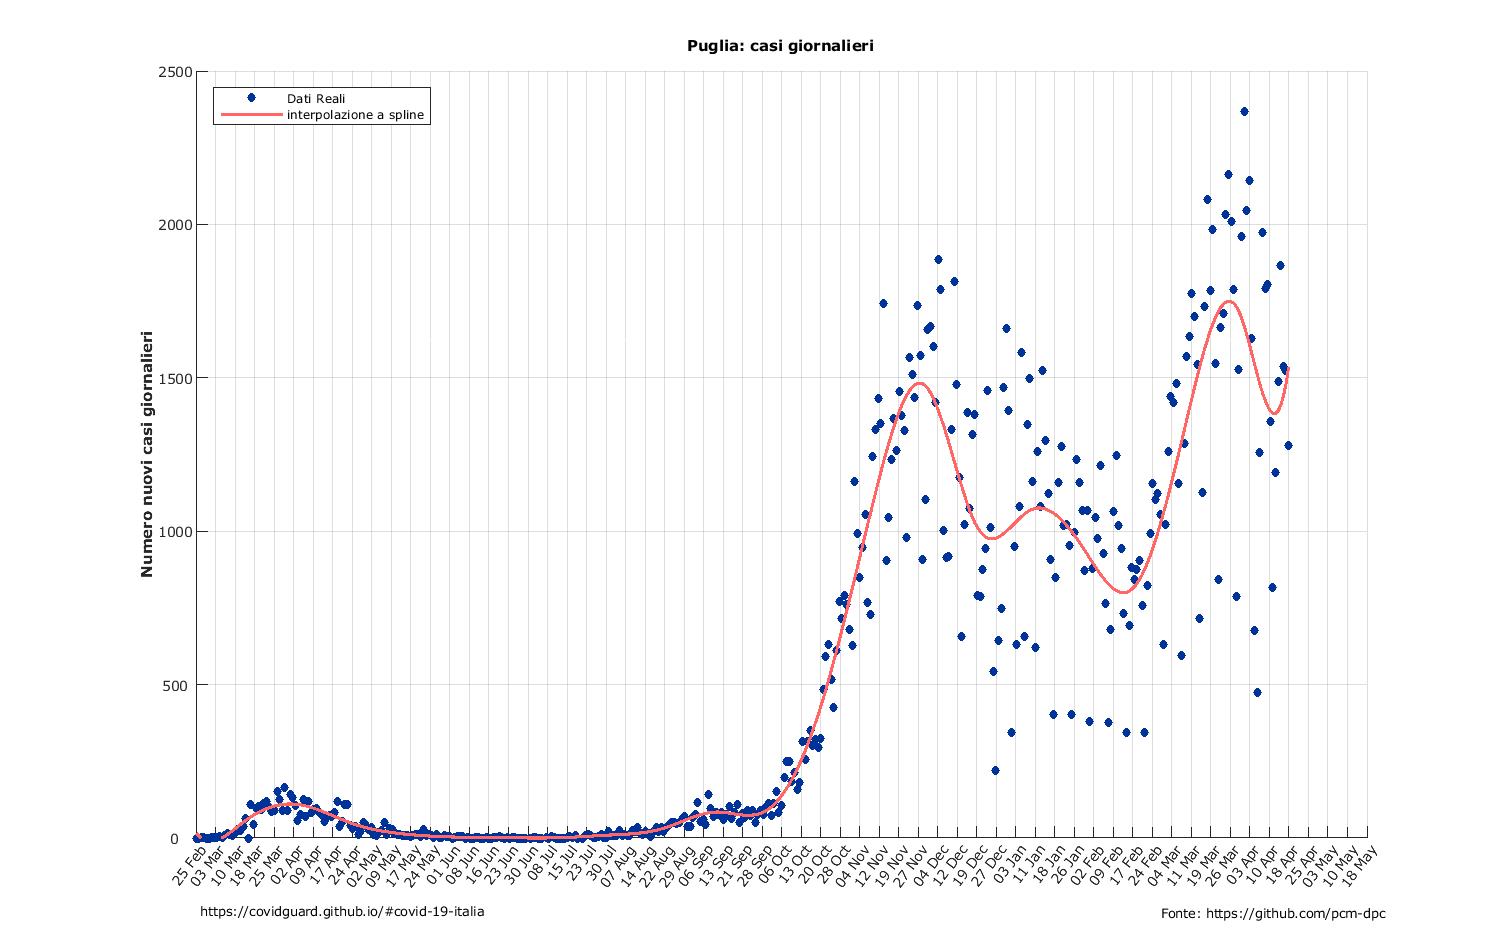 Puglia: casi giornalieri
Dati Reali
interpolazione a spline
Numero nuovi casi giornalieri
2500
2000
1500
1000
500
0
25 Feb
03 Mar
10 Mar
18 Mar
25 Mar
02 Apr
09 Apr
17 Apr
24 Apr
02 May
09 May
17 May
24 May
01 Jun
08 Jun
16 Jun
23 Jun
30 Jun
08 Jul
15 Jul
23 Jul
30 Jul
07 Aug
14 Aug
22 Aug
29 Aug
06 Sep
13 Sep
21 Sep
28 Sep
06 Oct
13 Oct
20 Oct
28 Oct
04 Nov
12 Nov
19 Nov
27 Nov
04 Dec
12 Dec
19 Dec
27 Dec
03 Jan
11 Jan
18 Jan
26 Jan
02 Feb
09 Feb
17 Feb
24 Feb
04 Mar
11 Mar
19 Mar
26 Mar
03 Apr
10 Apr
18 Apr
25 Apr
03 May
10 May
18 May
https://covidguard.github.io/#covid-19-italia
Fonte: https://github.com/pcm-dpc